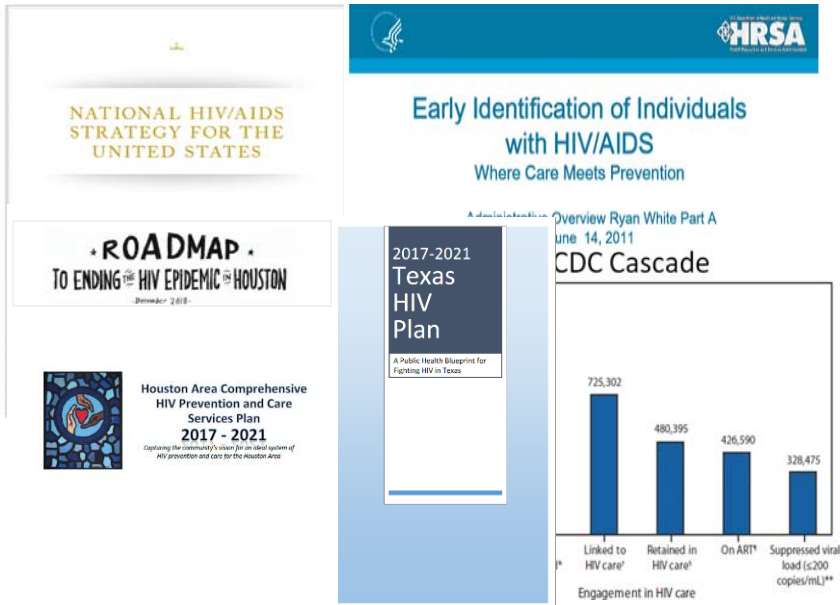 NATIONAL HIV/AIDS
STRATEGY FOR THE
UNITED STATES
ROADMAP
TO ENDING THE HIV EPIDEMIC IN HOUSTON
-December 2016-
Houston Area Comprehensive
HIV Prevention and Care
Services Plan
2017 - 2021
Capturing the community's vision for an ideal system of
HIV prevention and care for the Houston Area
HRSA
Early Identification of Individuals
with HIV/AIDS
Where Care Meets Prevention
Administrative Overview Ryan White Part A
June 14, 2011
2017-2021
Texas
HIV
Plan
A Public Health Blueprint for
Fighting HIV in Texas
CDC Cascade
725,302
480,395
426,590
328,475
Linked to
HIV care†
Retained in
HIV care§
On ART¶
Suppressed viral
load (≤200
copies/mL)**
Engagement in HIV care